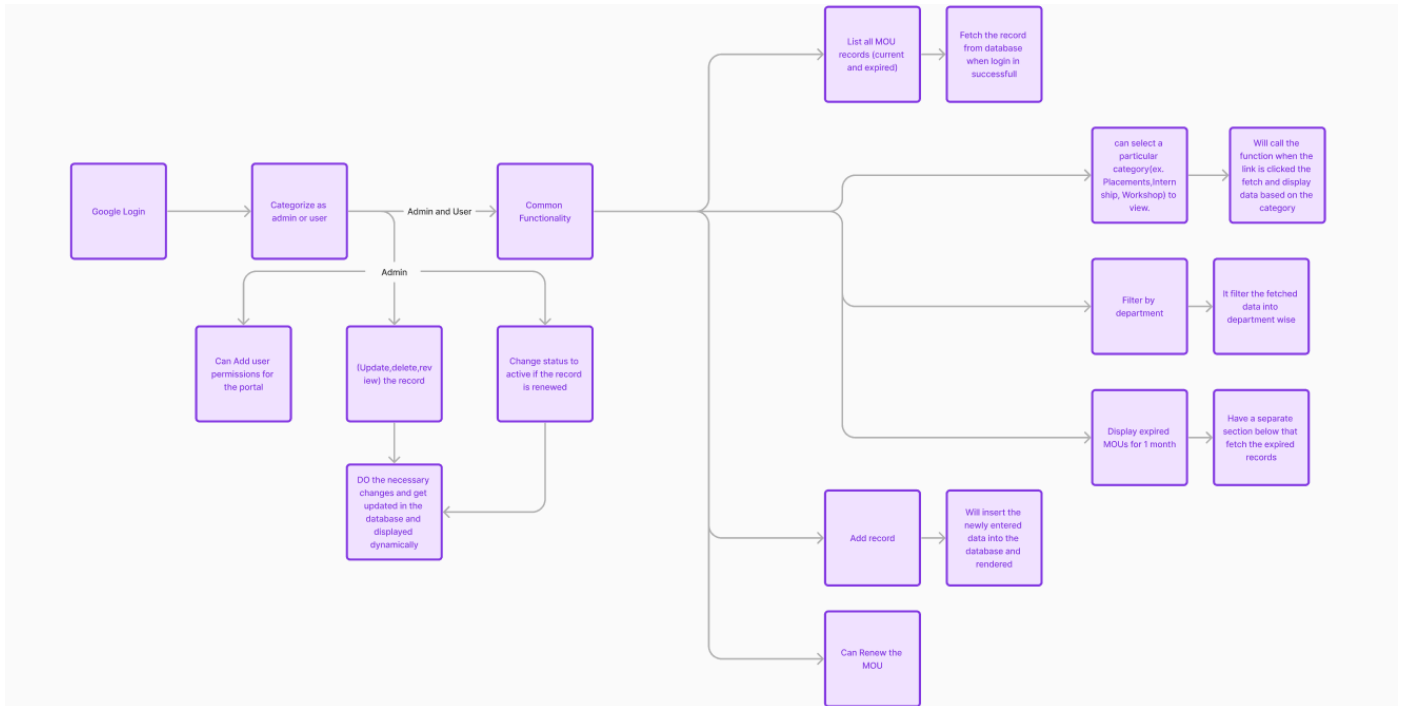 List all MOU
records (current
and expired)
Fetch the record
from database
when login in
successfull
can select a
particular
category(ex.
Placements,Intern
ship, Workshop) to
view.
Will call the
function when the
link is clicked the
fetch and display
data based on the
category
Google Login
Categorize as
admin or user
Admin and User
Common
Functionality
Admin
Filter by
department
It filter the fetched
data into
department wise
Can Add user
permissions for
the portal
(Update,delete,rev
iew) the record
Change status to
active if the record
is renewed
Display expired
MOUs for 1 month
Have a separate
section below that
fetch the expired
records
DO the necessary
changes and get
updated in the
database and
displayed
dynamically
Add record
Will insert the
newly entered
data into the
database and
rendered
Can Renew the
MOU